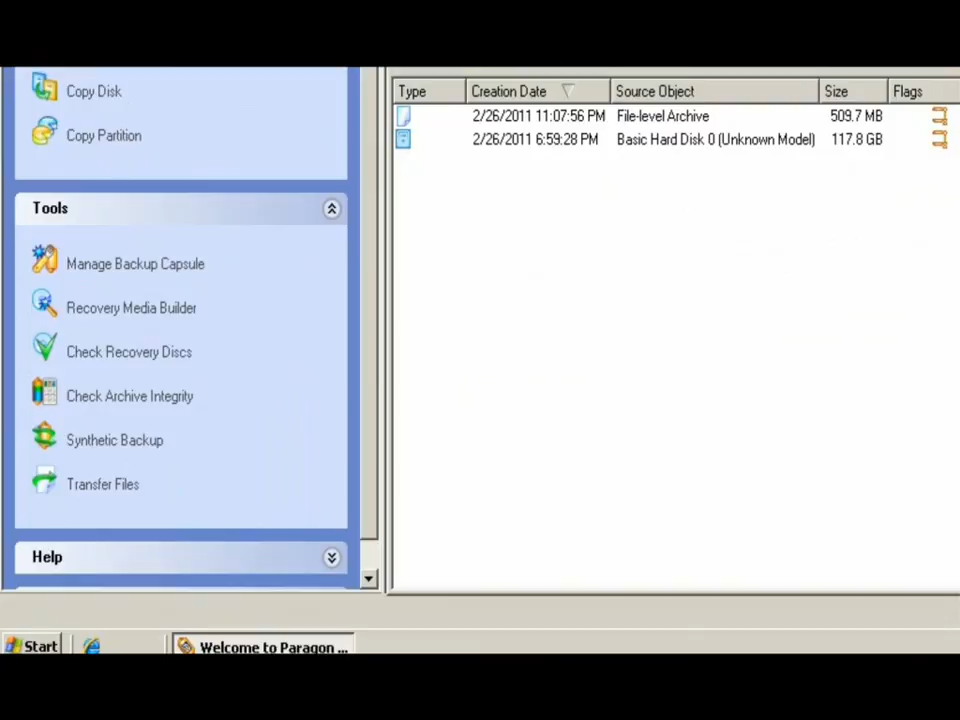 Copy Disk
Copy Partition
Tools
Manage Backup Capsule
Recovery Media Builder
Check Recovery Discs
Check Archive Integrity
Synthetic Backup
Transfer Files
Help
Type Creation Date Source Object Size Flags
2/26/2011 11:07:56 PM File-level Archive 509.7 MB
2/26/2011 6:59:28 PM Basic Hard Disk 0 (Unknown Model) 117.8 GB
Start Welcome to Paragon ...